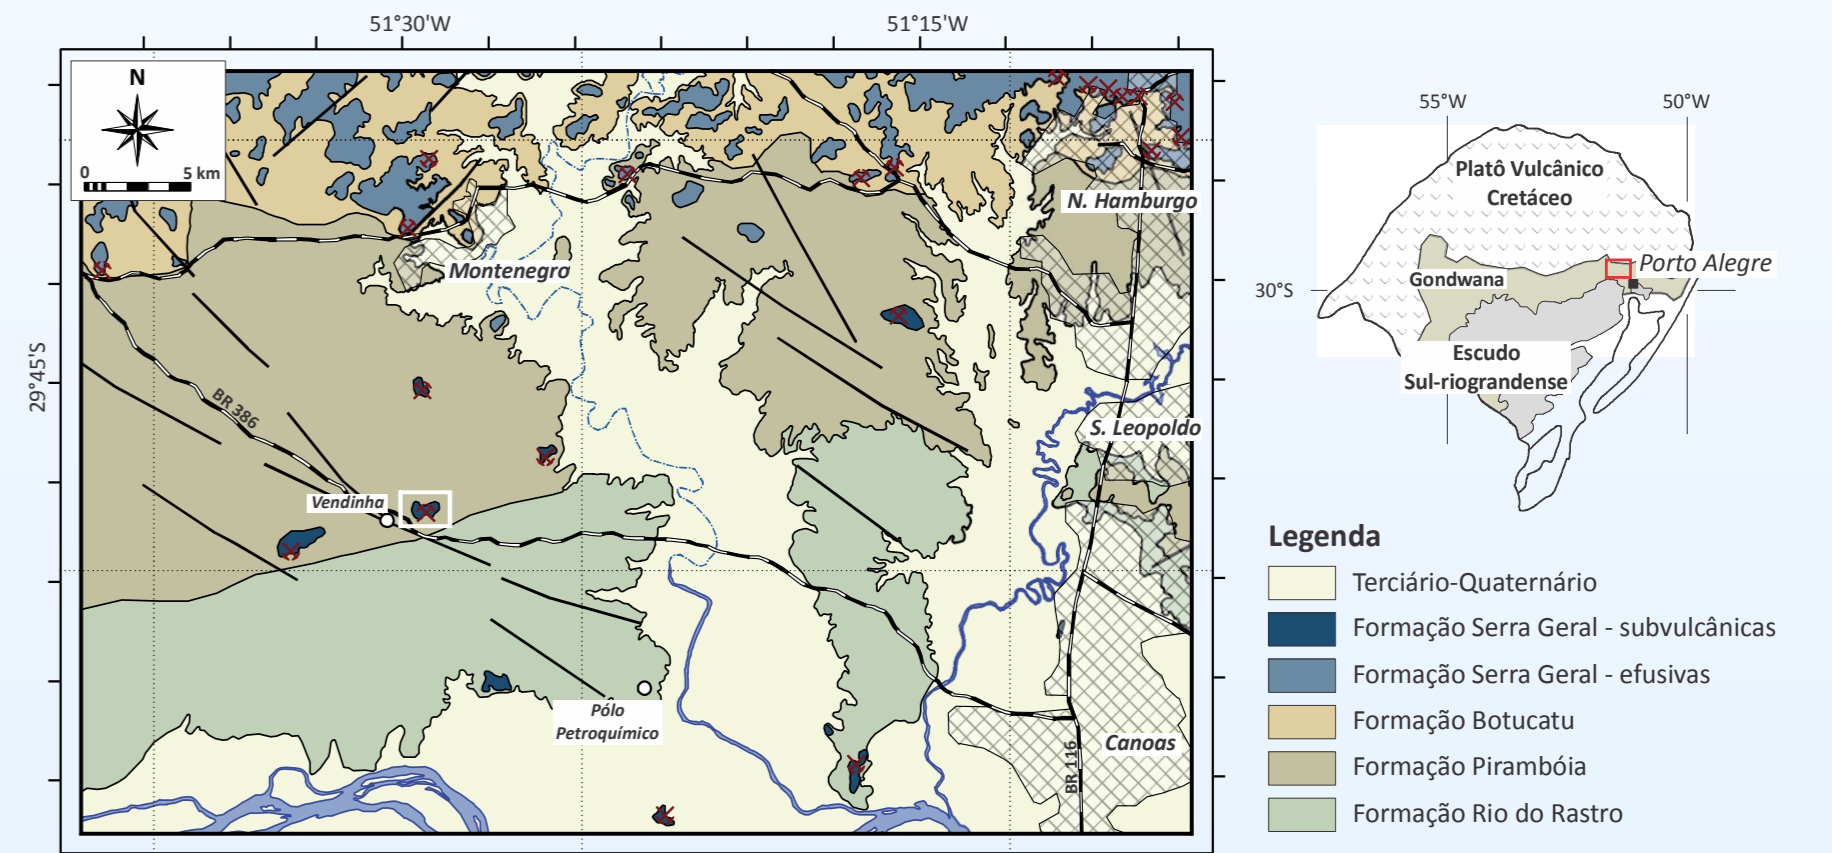 51°30'W
51°15'W
N
0
5 km
29°45'S
Montenegro
N. Hamburgo
BR 386
S. Leopoldo
Vendinha
Pólo
Petroquímico
Canoas
BR 116
55°W
50°W
Platô Vulcânico
Cretáceo
Porto Alegre
Gondwana
30°S
Escudo
Sul-riograndense
Legenda
Terciário-Quaternário
Formação Serra Geral - subvulcânicas
Formação Serra Geral - efusivas
Formação Botucatu
Formação Pirambóia
Formação Rio do Rastro